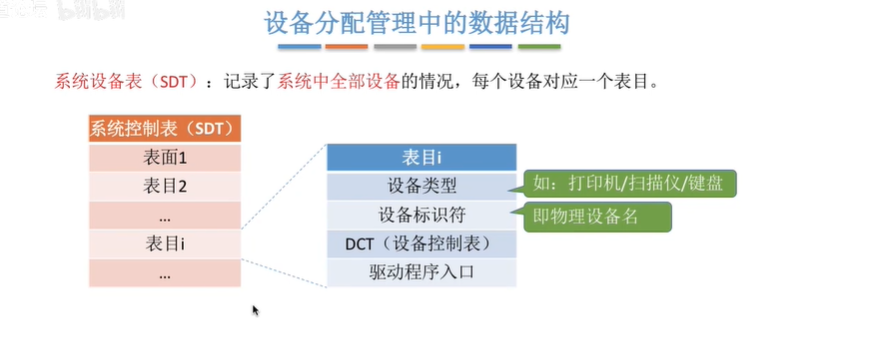 设备分配管理中的数据结构
系统设备表（SDT）：记录了系统中全部设备的情况，每个设备对应一个表目。
系统控制表（SDT）
表面1
表目2
...
表目i
...
表目i
设备类型
设备标识符
DCT（设备控制表）
驱动程序入口
如：打印机/扫描仪/键盘
即物理设备名
bilibili